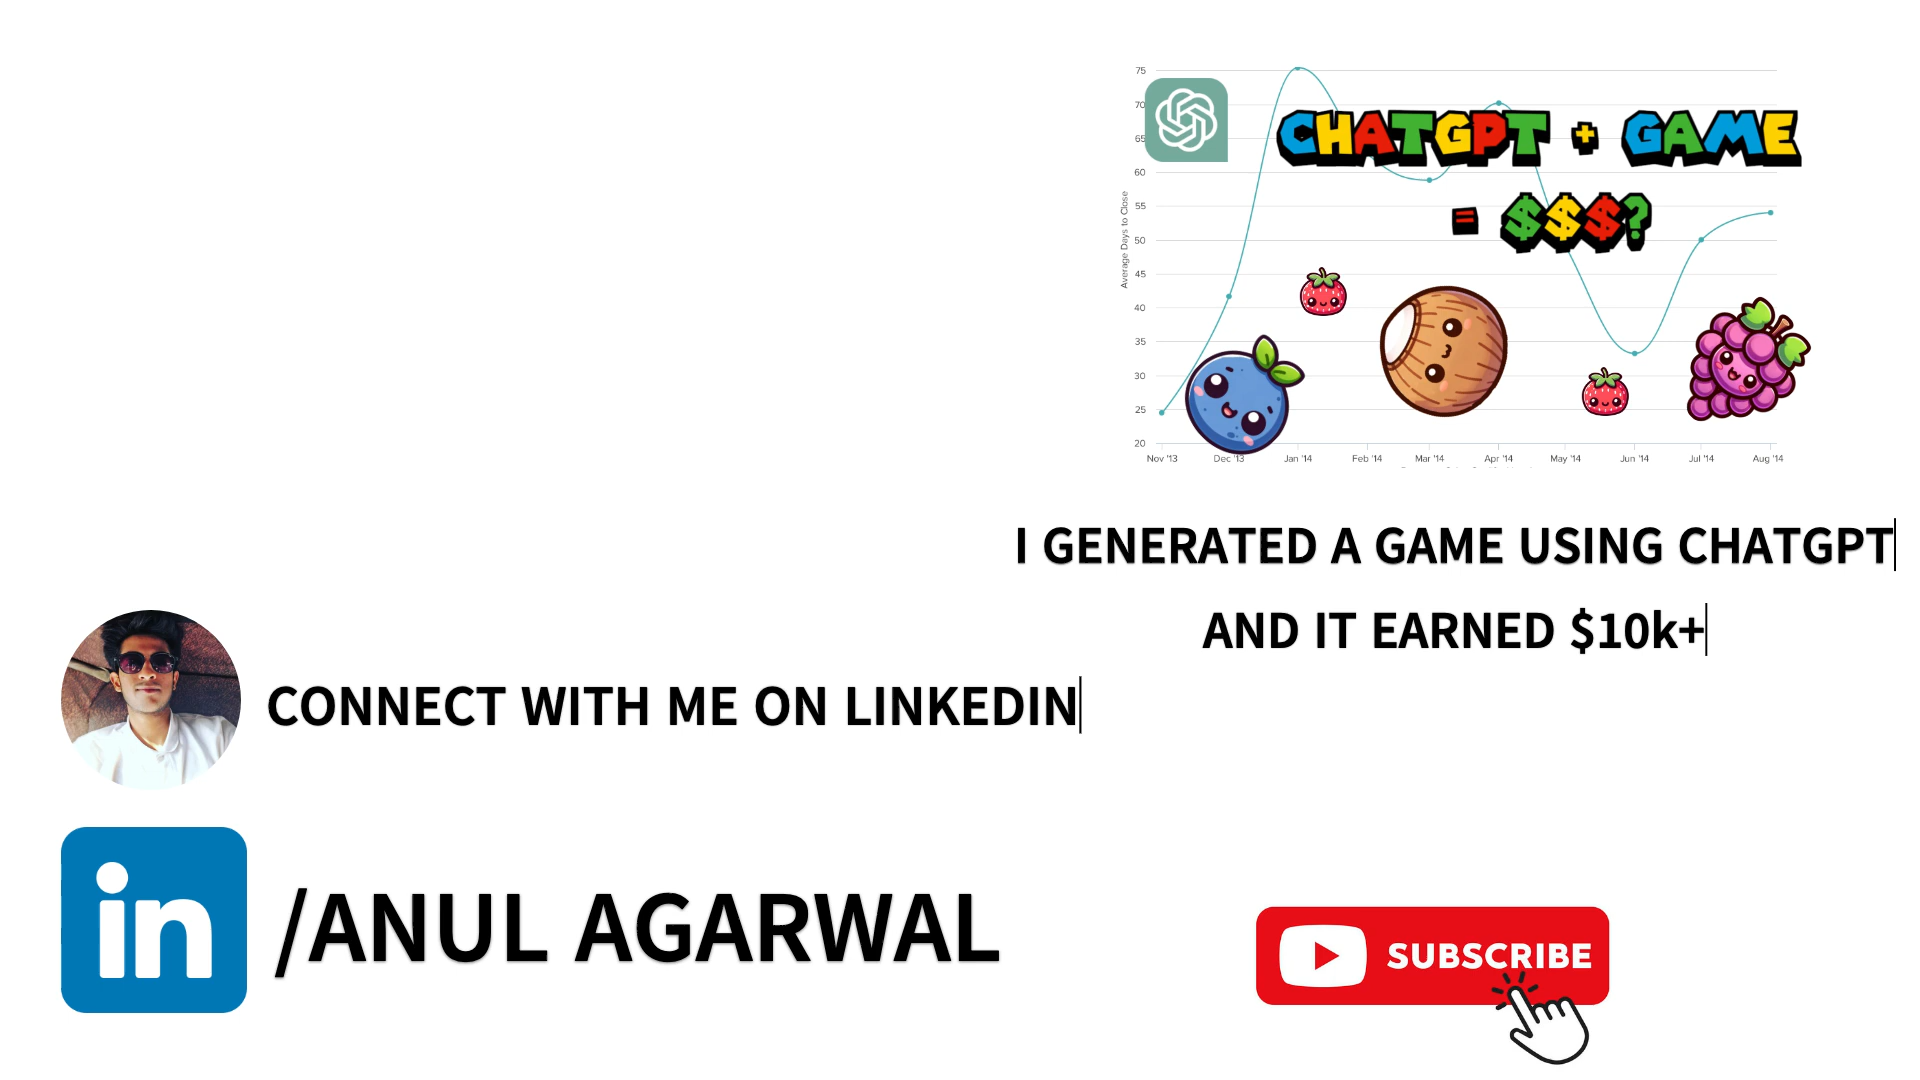 75
70
65
60
55
50
45
40
35
30
25
20
Average Days to Close
CHATGPT + GAME
= $$$?
Nov '13 Dec '13 Jan '14 Feb '14 Mar '14 Apr '14 May '14 Jun '14 Jul '14 Aug '14
I GENERATED A GAME USING CHATGPT
AND IT EARNED $10k+
CONNECT WITH ME ON LINKEDIN
in
/ANUL AGARWAL
SUBSCRIBE